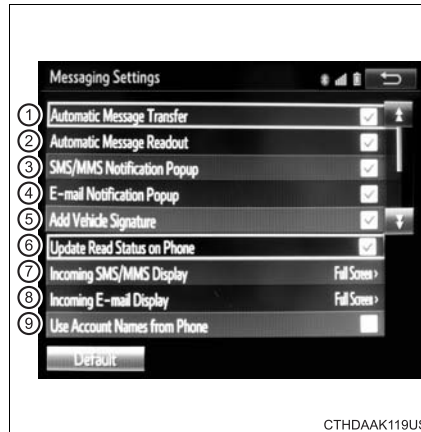 Messaging Settings
1 Automatic Message Transfer
2 Automatic Message Readout
3 SMS/MMS Notification Popup
4 E-mail Notification Popup
5 Add Vehicle Signature
6 Update Read Status on Phone
7 Incoming SMS/MMS Display Full Screen >
8 Incoming E-mail Display Full Screen >
9 Use Account Names from Phone
Default
CTHDAAK119US